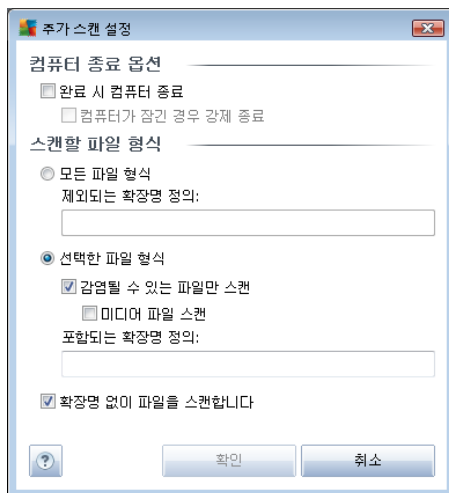 추가 스캔 설정
컴퓨터 종료 옵션
완료 시 컴퓨터 종료
컴퓨터가 잠긴 경우 강제 종료
스캔할 파일 형식
모든 파일 형식
제외되는 확장명 정의:
선택한 파일 형식
감염될 수 있는 파일만 스캔
미디어 파일 스캔
포함되는 확장명 정의:
확장명 없이 파일을 스캔합니다
? 확인 취소